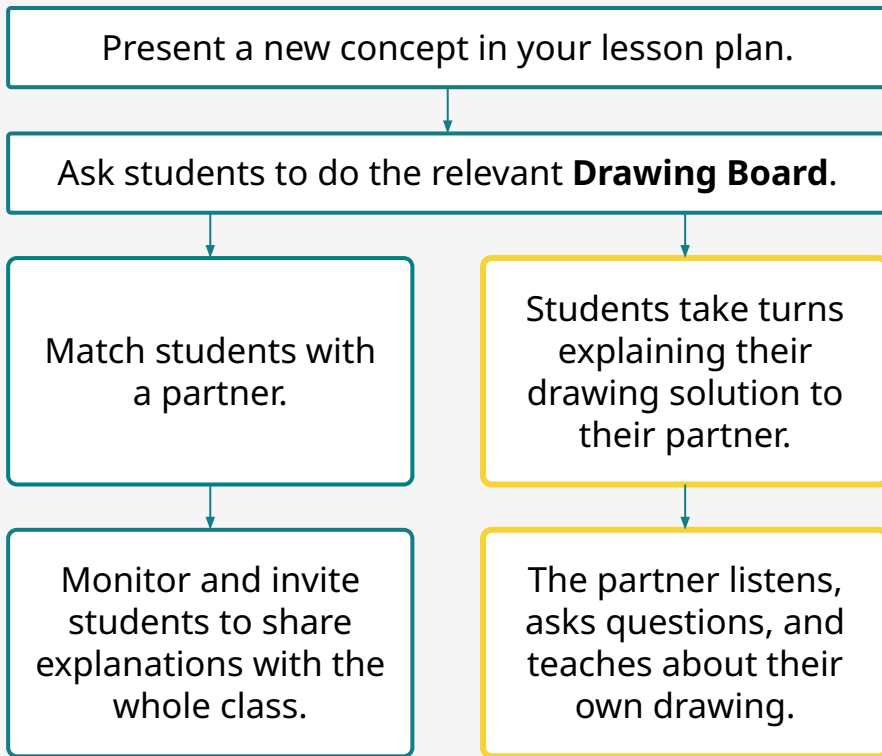 Present a new concept in your lesson plan.
Ask students to do the relevant Drawing Board.
Match students with
a partner.
Students take turns
explaining their
drawing solution to
their partner.
Monitor and invite
students to share
explanations with the
whole class.
The partner listens,
asks questions, and
teaches about their
own drawing.